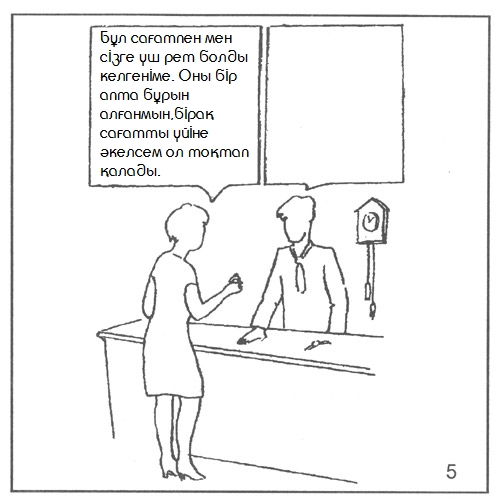 Бұл сағатпен мен
сізге үш рет болды
келгеніме. Оны бір
апта бұрын
алғанмын,бірақ
сағатты үйіне
әкелсем ол тоқтап
қалады.
5